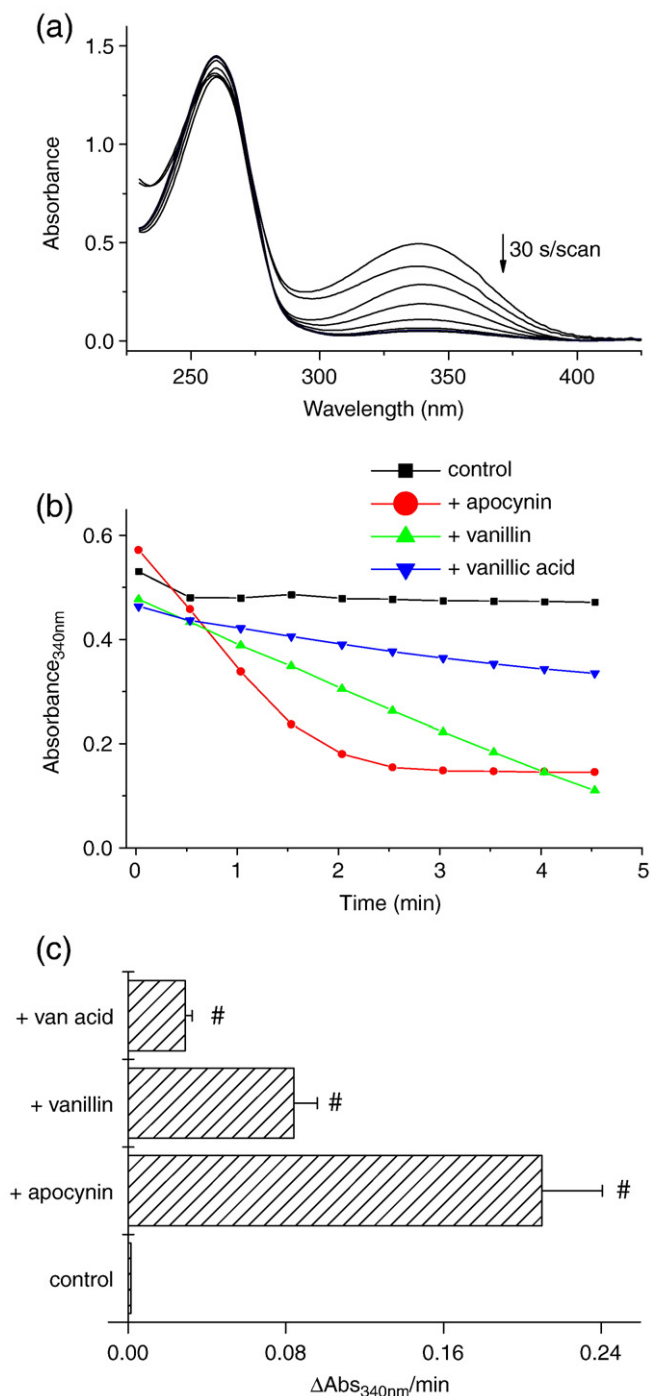 (a)
1.5
1.0
0.5
0.0
Absorbance
30 s/scan
250 300 350 400
Wavelength (nm)
(b)
control
+ apocynin
+ vanillin
+ vanillic acid
0.6
0.4
0.2
0.0
Absorbance340nm
0 1 2 3 4 5
Time (min)
(c)
+ van acid #
+ vanillin #
+ apocynin #
control
0.00 0.08 0.16 0.24
ΔAbs340nm/min